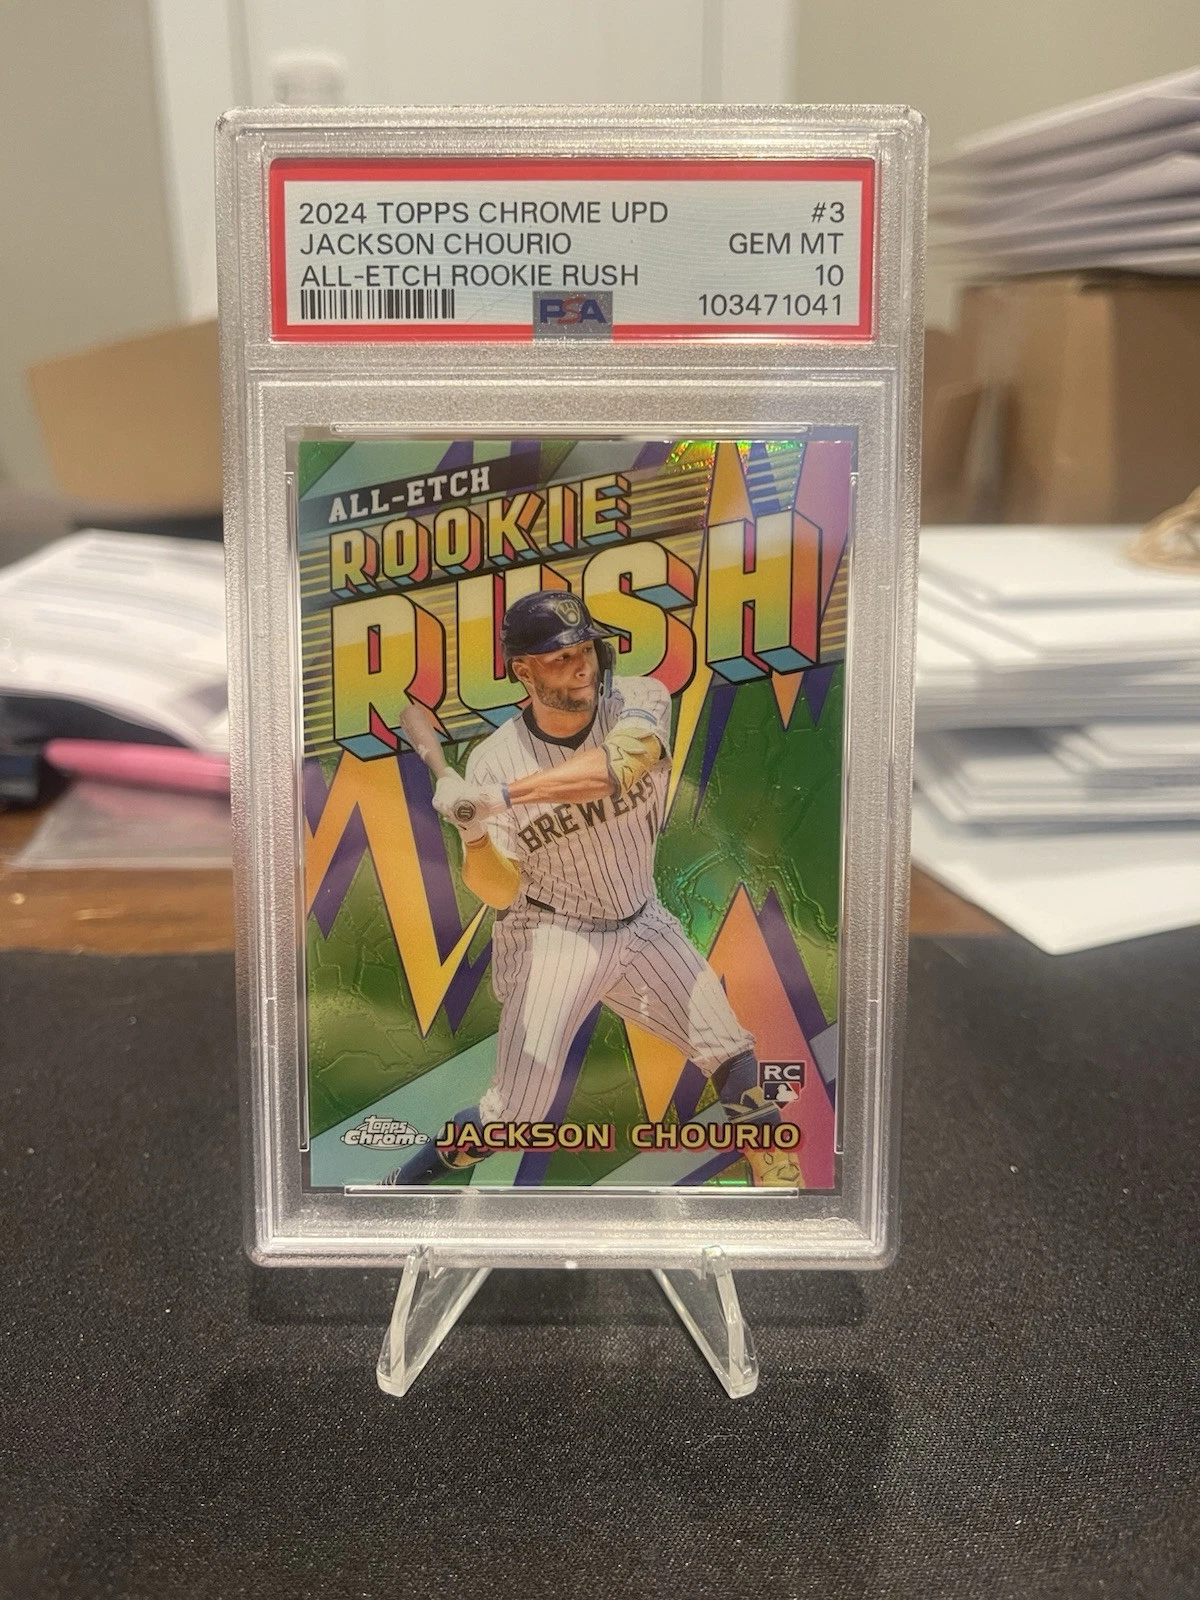 2024 TOPPS CHROME UPD #3
JACKSON CHOURIO GEM MT
ALL-ETCH ROOKIE RUSH 10
PSA 103471041
ALL-ETCH
ROOKIE
RUSH
BREWERS
RC
Topps
Chrome
JACKSON CHOURIO